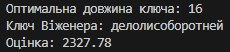 Оптимальна довжина ключа: 16
Ключ Віженера: делолисоборотней
Оцінка: 2327.78